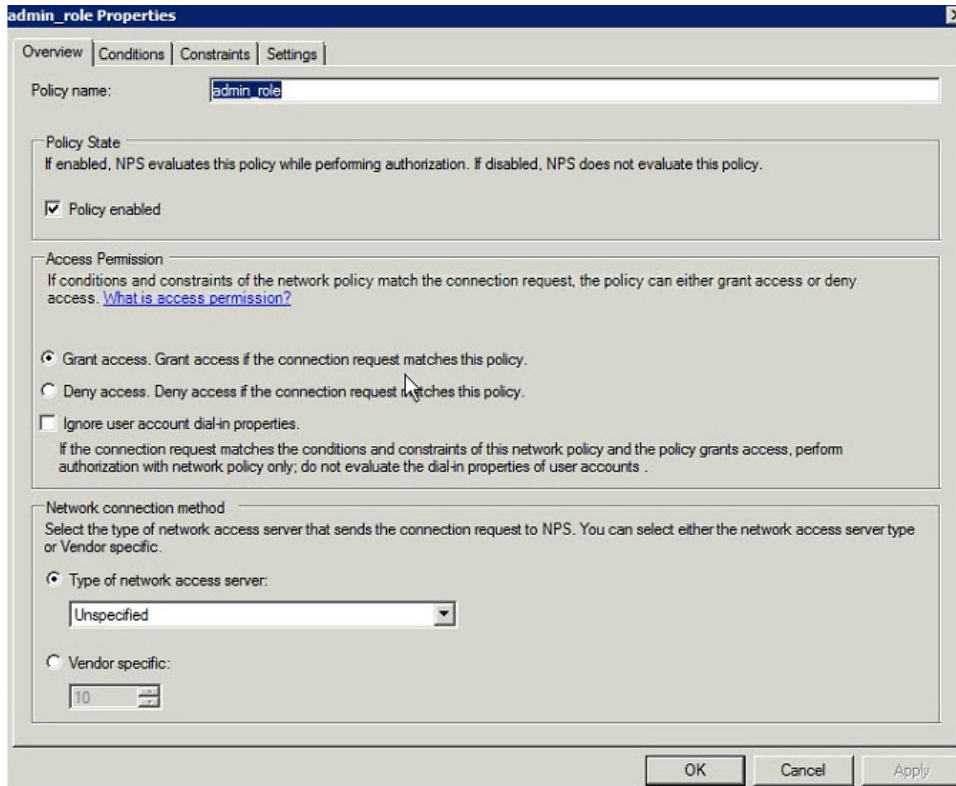 admin_role Properties
Overview
Conditions
Constraints
Settings
Policy name:
admin_role
Policy State
If enabled, NPS evaluates this policy while performing authorization. If disabled, NPS does not evaluate this policy.
Policy enabled
Access Permission
If conditions and constraints of the network policy match the connection request, the policy can either grant access or deny
access. What is access permission?
Grant access. Grant access if the connection request matches this policy.
Deny access. Deny access if the connection request matches this policy.
Ignore user account dial-in properties.
If the connection request matches the conditions and constraints of this network policy and the policy grants access, perform
authorization with network policy only; do not evaluate the dial-in properties of user accounts .
Network connection method
Select the type of network access server that sends the connection request to NPS. You can select either the network access server type
or Vendor specific.
Type of network access server:
Unspecified
Vendor specific:
10
OK
Cancel
Apply